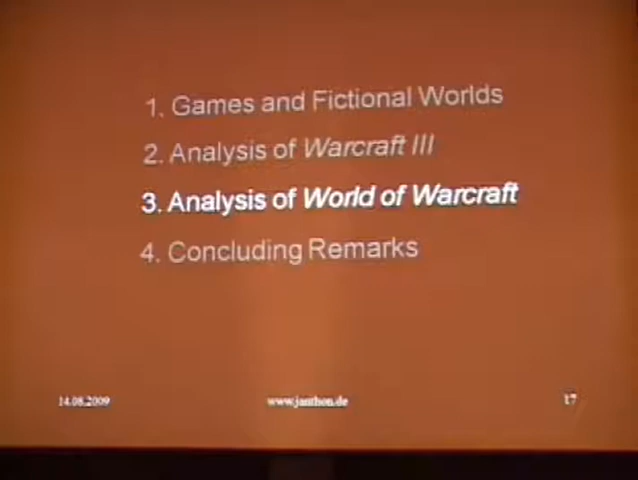 1. Games and Fictional Worlds
2. Analysis of Warcraft III
3. Analysis of World of Warcraft
4. Concluding Remarks
14.08.2009 www.janthon.de 17